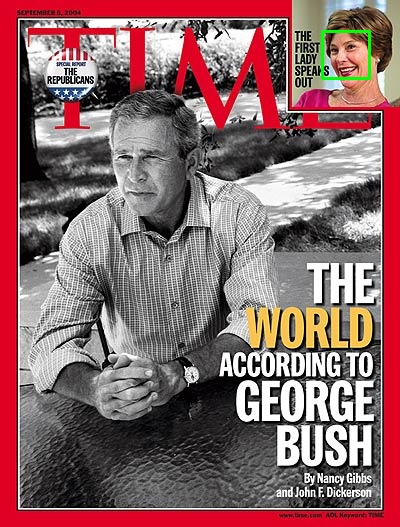 SEPTEMBER 6, 2004
TIME
SPECIAL REPORT
THE
REPUBLICANS
THE
FIRST
LADY
SPEAKS
OUT
THE
WORLD
ACCORDING TO
GEORGE
BUSH
By Nancy Gibbs
and John F. Dickerson
www.time.com AOL Keyword: TIME